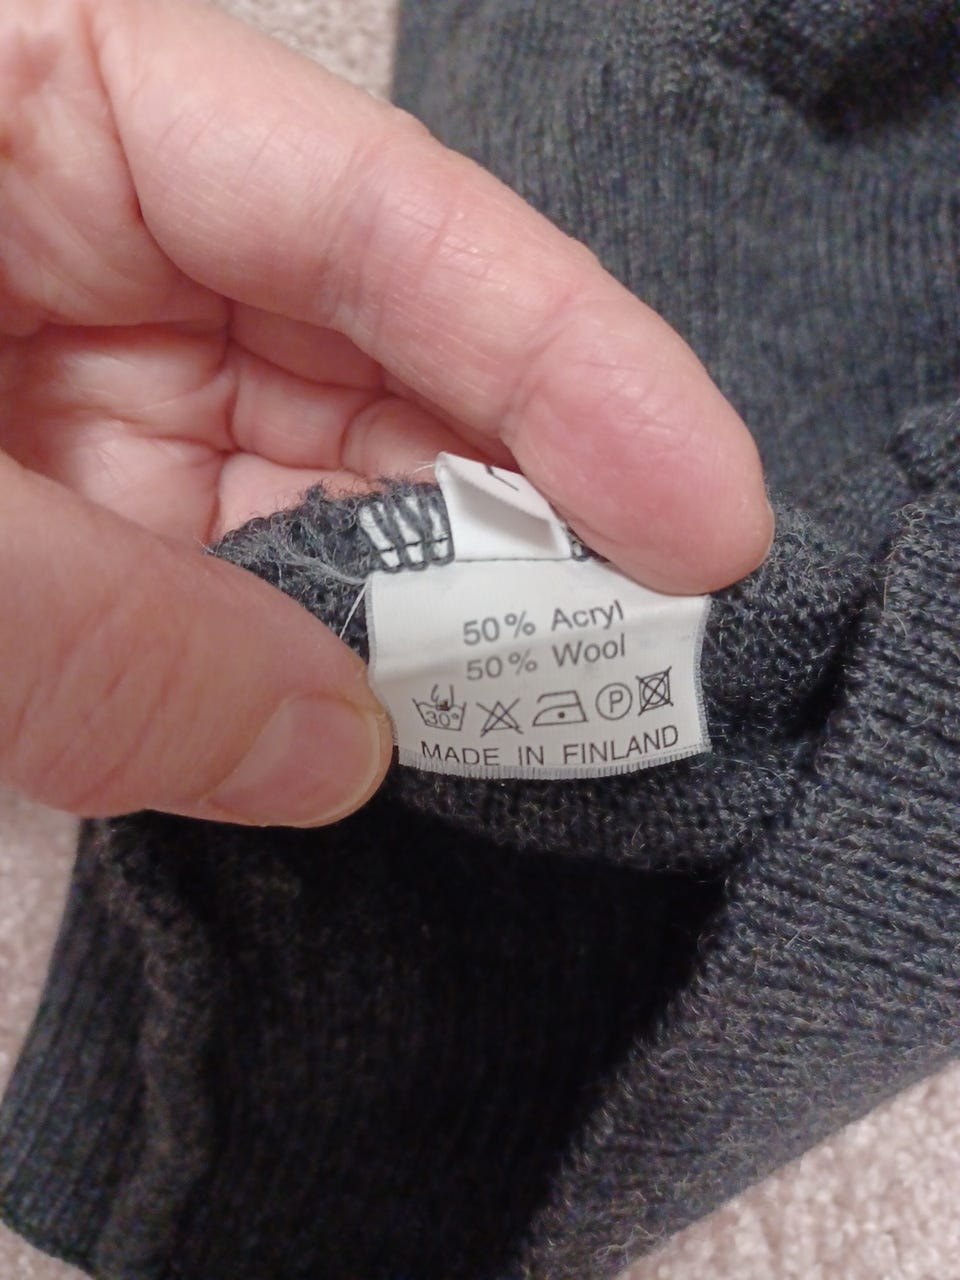 50% Acryl
50% Wool
30° P
MADE IN FINLAND